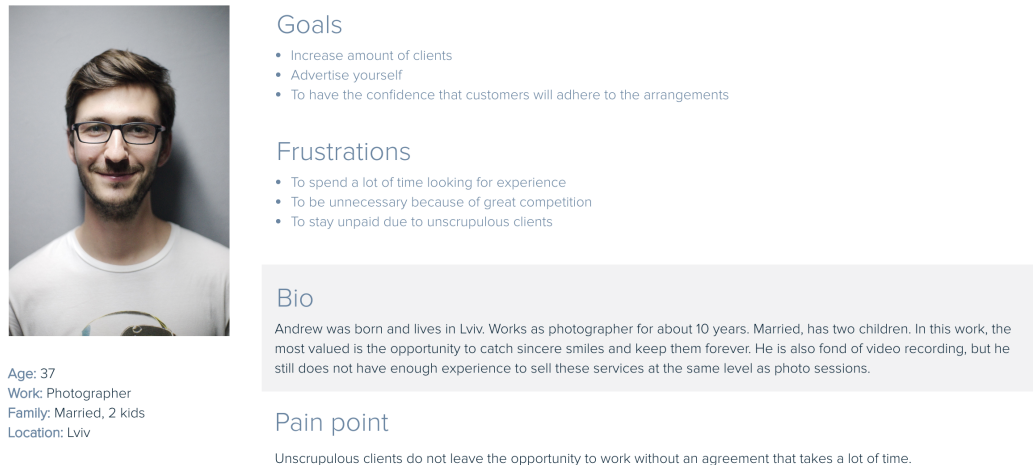 Goals
• Increase amount of clients
• Advertise yourself
• To have the confidence that customers will adhere to the arrangements
Frustrations
• To spend a lot of time looking for experience
• To be unnecessary because of great competition
• To stay unpaid due to unscrupulous clients
Bio
Andrew was born and lives in Lviv. Works as photographer for about 10 years. Married, has two children. In this work, the
most valued is the opportunity to catch sincere smiles and keep them forever. He is also fond of video recording, but he
still does not have enough experience to sell these services at the same level as photo sessions.
Age: 37
Work: Photographer
Family: Married, 2 kids
Location: Lviv
Pain point
Unscrupulous clients do not leave the opportunity to work without an agreement that takes a lot of time.